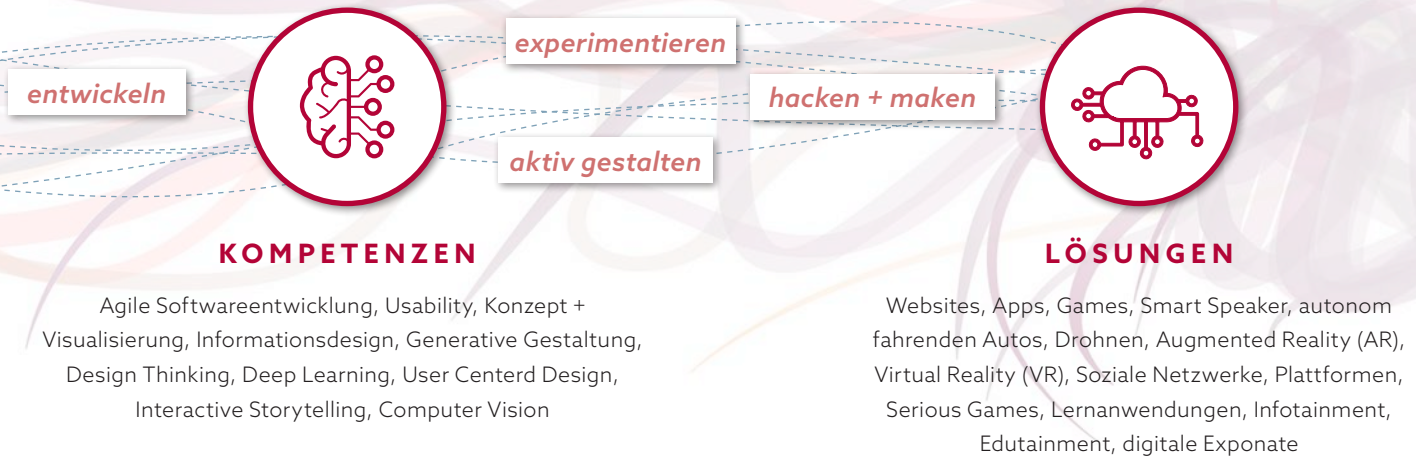 entwickeln
experimentieren
aktiv gestalten
hacken + maken
KOMPETENZEN
Agile Softwareentwicklung, Usability, Konzept +
Visualisierung, Informationsdesign, Generative Gestaltung,
Design Thinking, Deep Learning, User Centerd Design,
Interactive Storytelling, Computer Vision
LÖSUNGEN
Websites, Apps, Games, Smart Speaker, autonom
fahrenden Autos, Drohnen, Augmented Reality (AR),
Virtual Reality (VR), Soziale Netzwerke, Plattformen,
Serious Games, Lernanwendungen, Infotainment,
Edutainment, digitale Exponate